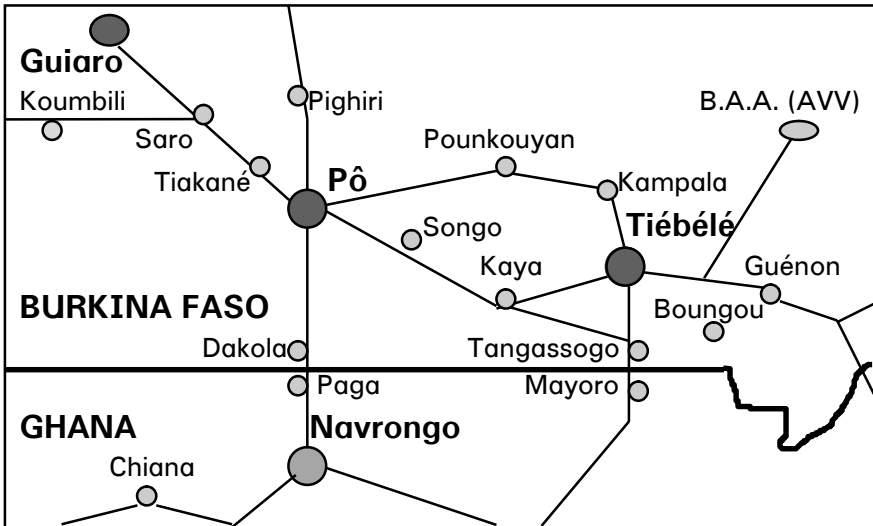 Guiaro
Koumbili
Pighiri
B.A.A. (AVV)
Saro
Pounkouyan
Tiakané
Pô
Kampala
Songo
Tiébélé
Kaya
Guénon
BURKINA FASO
Boungou
Dakola
Tangassogo
Paga
Mayoro
GHANA
Navrongo
Chiana